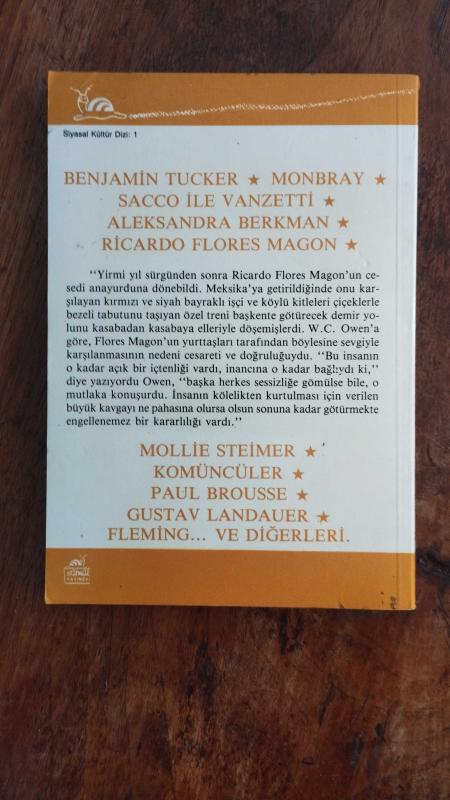 Siyasal Kültür Dizi: 1
BENJAMİN TUCKER ★ MONBRAY ★
SACCO İLE VANZETTİ ★
ALEKSANDRA BERKMAN ★
RİCARDO FLORES MAGON ★
"Yirmi yıl sürgünden sonra Ricardo Flores Magon'un ce-
sedi anayurduna dönebildi. Meksika'ya getirildiğinde onu kar-
şılayan kırmızı ve siyah bayraklı işçi ve köylü kitleleri çiçeklerle
bezeli tabutunu taşıyan özel treni başkente götürecek demir yo-
lunu kasabadan kasabaya elleriyle döşemişlerdi. W.C. Owen'a
göre, Flores Magon'un yurttaşları tarafından böylesine sevgiyle
karşılanmasının nedeni cesareti ve doğruluğuydu. "Bu insanın
o kadar açık bir içtenliği vardı, inancına o kadar bağlıydı ki,"
diye yazıyordu Owen, "başka herkes sessizliğe gömülse bile, o
mutlaka konuşurdu. İnsanın kölelikten kurtulması için verilen
büyük kavgayı ne pahasına olursa olsun sonuna kadar götürmekte
engellenemez bir kararlılığı vardı."
MOLLİE STEİMER ★
KOMÜNCÜLER ★
PAUL BROUSSE ★
GUSTAV LANDAUER ★
FLEMİNG... VE DİĞERLERİ.
YAYINEVİ